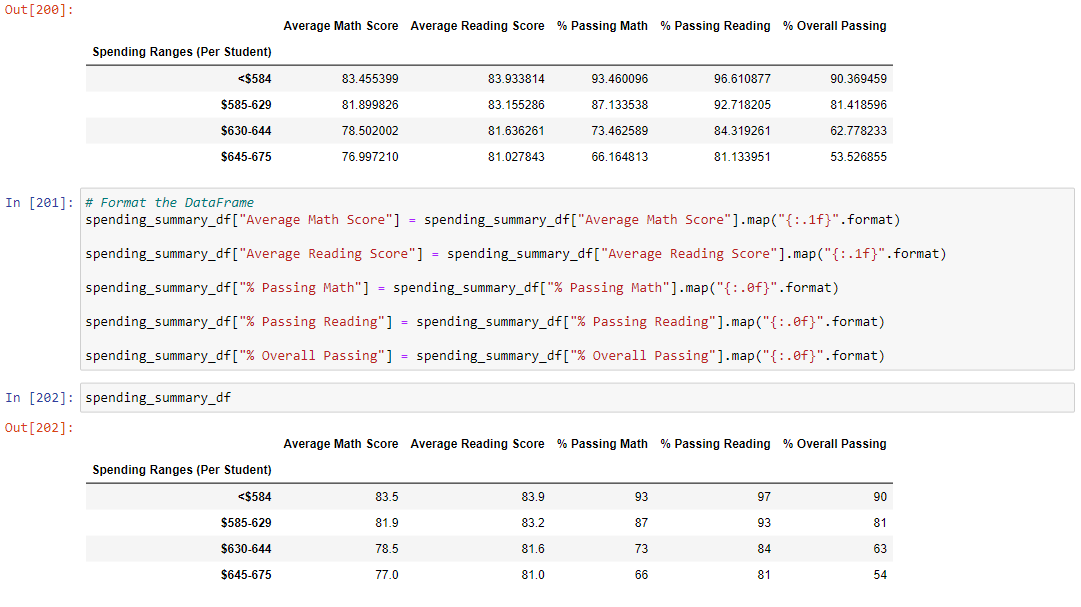 Out[200]:
Average Math Score Average Reading Score % Passing Math % Passing Reading % Overall Passing
Spending Ranges (Per Student)
<$584 83.455399 83.933814 93.460096 96.610877 90.369459
$585-629 81.899826 83.155286 87.133538 92.718205 81.418596
$630-644 78.502002 81.636261 73.462589 84.319261 62.778233
$645-675 76.997210 81.027843 66.164813 81.133951 53.526855
In [201]: # Format the DataFrame
spending_summary_df["Average Math Score"] = spending_summary_df["Average Math Score"].map("{:.1f}".format)
spending_summary_df["Average Reading Score"] = spending_summary_df["Average Reading Score"].map("{:.1f}".format)
spending_summary_df["% Passing Math"] = spending_summary_df["% Passing Math"].map("{:.0f}".format)
spending_summary_df["% Passing Reading"] = spending_summary_df["% Passing Reading"].map("{:.0f}".format)
spending_summary_df["% Overall Passing"] = spending_summary_df["% Overall Passing"].map("{:.0f}".format)
In [202]: spending_summary_df
Out[202]:
Average Math Score Average Reading Score % Passing Math % Passing Reading % Overall Passing
Spending Ranges (Per Student)
<$584 83.5 83.9 93 97 90
$585-629 81.9 83.2 87 93 81
$630-644 78.5 81.6 73 84 63
$645-675 77.0 81.0 66 81 54